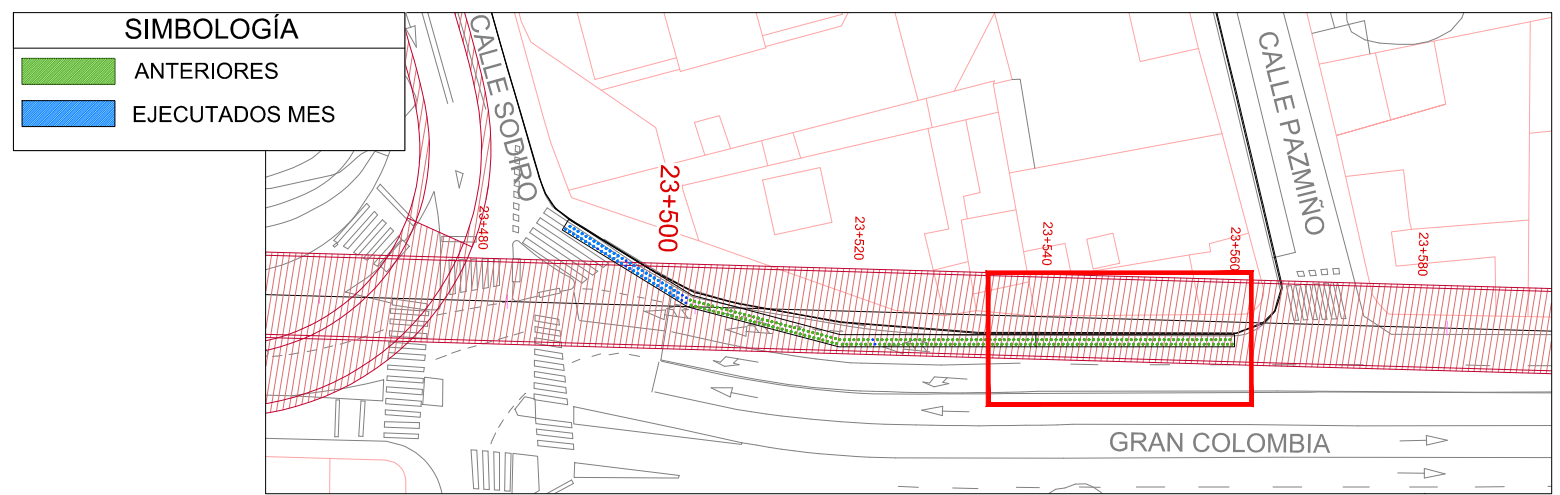 SIMBOLOGÍA
ANTERIORES
EJECUTADOS MES
CALLE SODIRO
CALLE PAZMIÑO
23+480
23+500
23+520
23+540
23+560
23+580
GRAN COLOMBIA